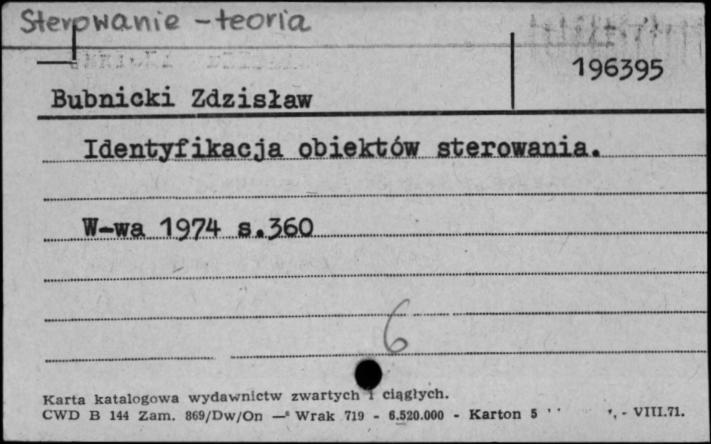 Sterowanie - teoria
196395
Bubnicki Zdzisław
Identyfikacja obiektów sterowania.
W-wa 1974 s.360
6
Karta katalogowa wydawnictw zwartych i ciągłych.
CWD B 144 Zam. 869/Dw/On — Wrak 719 - 6.520.000 - Karton 5 - VIII.71.